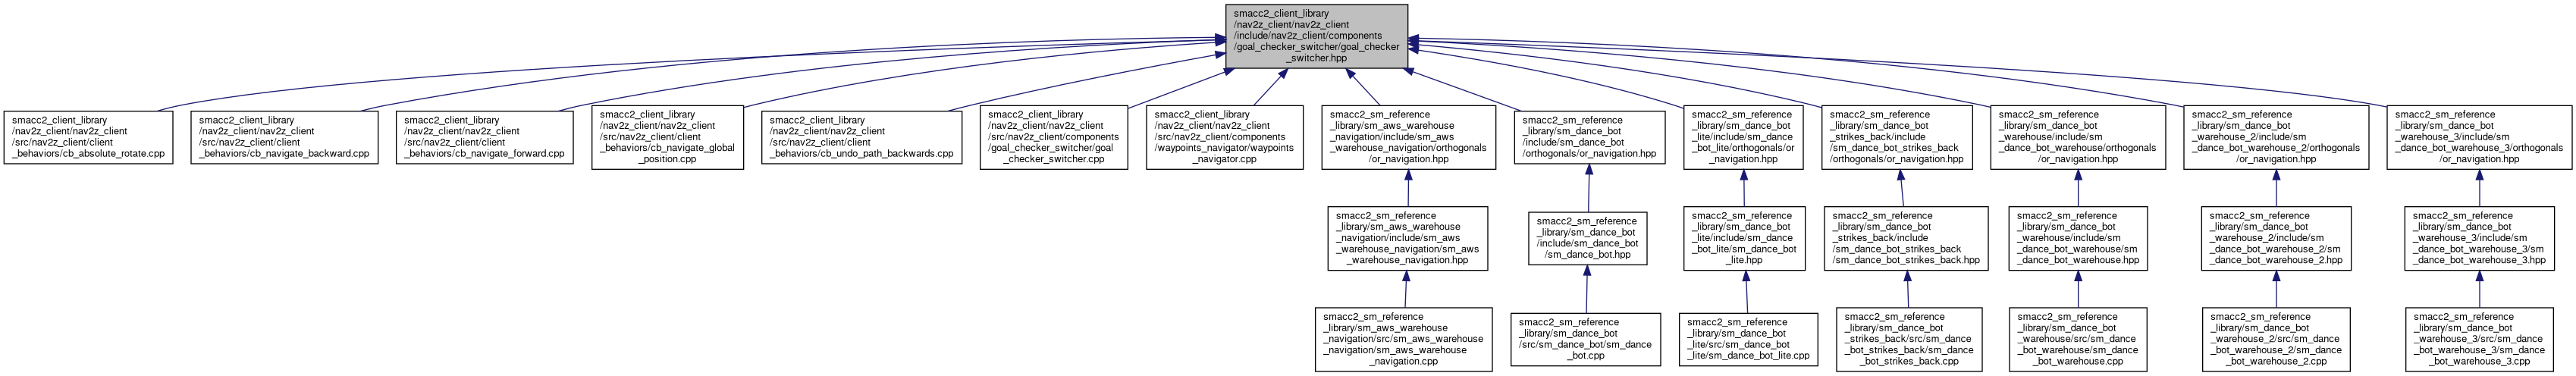 smacc2_client_library
/nav2z_client/nav2z_client
/include/nav2z_client/components
/goal_checker_switcher/goal_checker
_switcher.hpp
smacc2_client_library
/nav2z_client/nav2z_client
/src/nav2z_client/client
_behaviors/cb_absolute_rotate.cpp
smacc2_client_library
/nav2z_client/nav2z_client
/src/nav2z_client/client
_behaviors/cb_navigate_backward.cpp
smacc2_client_library
/nav2z_client/nav2z_client
/src/nav2z_client/client
_behaviors/cb_navigate_forward.cpp
smacc2_client_library
/nav2z_client/nav2z_client
/src/nav2z_client/client
_behaviors/cb_navigate_global
_position.cpp
smacc2_client_library
/nav2z_client/nav2z_client
/src/nav2z_client/client
_behaviors/cb_undo_path_backwards.cpp
smacc2_client_library
/nav2z_client/nav2z_client
/src/nav2z_client/components
/goal_checker_switcher/goal
_checker_switcher.cpp
smacc2_client_library
/nav2z_client/nav2z_client
/src/nav2z_client/components
/waypoints_navigator/waypoints
_navigator.cpp
smacc2_sm_reference
_library/sm_aws_warehouse
_navigation/include/sm_aws
_warehouse_navigation/orthogonals
/or_navigation.hpp
smacc2_sm_reference
_library/sm_dance_bot
/include/sm_dance_bot
/orthogonals/or_navigation.hpp
smacc2_sm_reference
_library/sm_dance_bot
_lite/include/sm_dance
_bot_lite/orthogonals/or
_navigation.hpp
smacc2_sm_reference
_library/sm_dance_bot
_strikes_back/include
/sm_dance_bot_strikes_back
/orthogonals/or_navigation.hpp
smacc2_sm_reference
_library/sm_dance_bot
_warehouse/include/sm
_dance_bot_warehouse/orthogonals
/or_navigation.hpp
smacc2_sm_reference
_library/sm_dance_bot
_warehouse_2/include/sm
_dance_bot_warehouse_2/orthogonals
/or_navigation.hpp
smacc2_sm_reference
_library/sm_dance_bot
_warehouse_3/include/sm
_dance_bot_warehouse_3/orthogonals
/or_navigation.hpp
smacc2_sm_reference
_library/sm_aws_warehouse
_navigation/include/sm_aws
_warehouse_navigation/sm_aws
_warehouse_navigation.hpp
smacc2_sm_reference
_library/sm_dance_bot
/include/sm_dance_bot
/sm_dance_bot.hpp
smacc2_sm_reference
_library/sm_dance_bot
_lite/include/sm_dance
_bot_lite/sm_dance_bot
_lite.hpp
smacc2_sm_reference
_library/sm_dance_bot
_strikes_back/include
/sm_dance_bot_strikes_back
/sm_dance_bot_strikes_back.hpp
smacc2_sm_reference
_library/sm_dance_bot
_warehouse/include/sm
_dance_bot_warehouse/sm
_dance_bot_warehouse.hpp
smacc2_sm_reference
_library/sm_dance_bot
_warehouse_2/include/sm
_dance_bot_warehouse_2/sm
_dance_bot_warehouse_2.hpp
smacc2_sm_reference
_library/sm_dance_bot
_warehouse_3/include/sm
_dance_bot_warehouse_3/sm
_dance_bot_warehouse_3.hpp
smacc2_sm_reference
_library/sm_aws_warehouse
_navigation/src/sm_aws_warehouse
_navigation/sm_aws_warehouse
_navigation.cpp
smacc2_sm_reference
_library/sm_dance_bot
/src/sm_dance_bot/sm_dance
_bot.cpp
smacc2_sm_reference
_library/sm_dance_bot
_lite/src/sm_dance_bot
_lite/sm_dance_bot_lite.cpp
smacc2_sm_reference
_library/sm_dance_bot
_strikes_back/src/sm_dance
_bot_strikes_back/sm_dance
_bot_strikes_back.cpp
smacc2_sm_reference
_library/sm_dance_bot
_warehouse/src/sm_dance
_bot_warehouse/sm_dance
_bot_warehouse.cpp
smacc2_sm_reference
_library/sm_dance_bot
_warehouse_2/src/sm_dance
_bot_warehouse_2/sm_dance
_bot_warehouse_2.cpp
smacc2_sm_reference
_library/sm_dance_bot
_warehouse_3/src/sm_dance
_bot_warehouse_3/sm_dance
_bot_warehouse_3.cpp